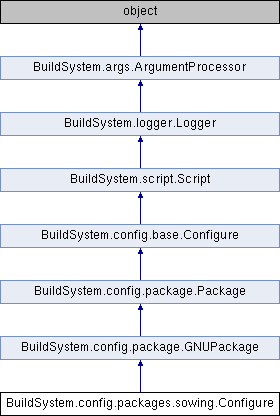 object
BuildSystem.args.ArgumentProcessor
BuildSystem.logger.Logger
BuildSystem.script.Script
BuildSystem.config.base.Configure
BuildSystem.config.package.Package
BuildSystem.config.package.GNUPackage
BuildSystem.config.packages.sowing.Configure